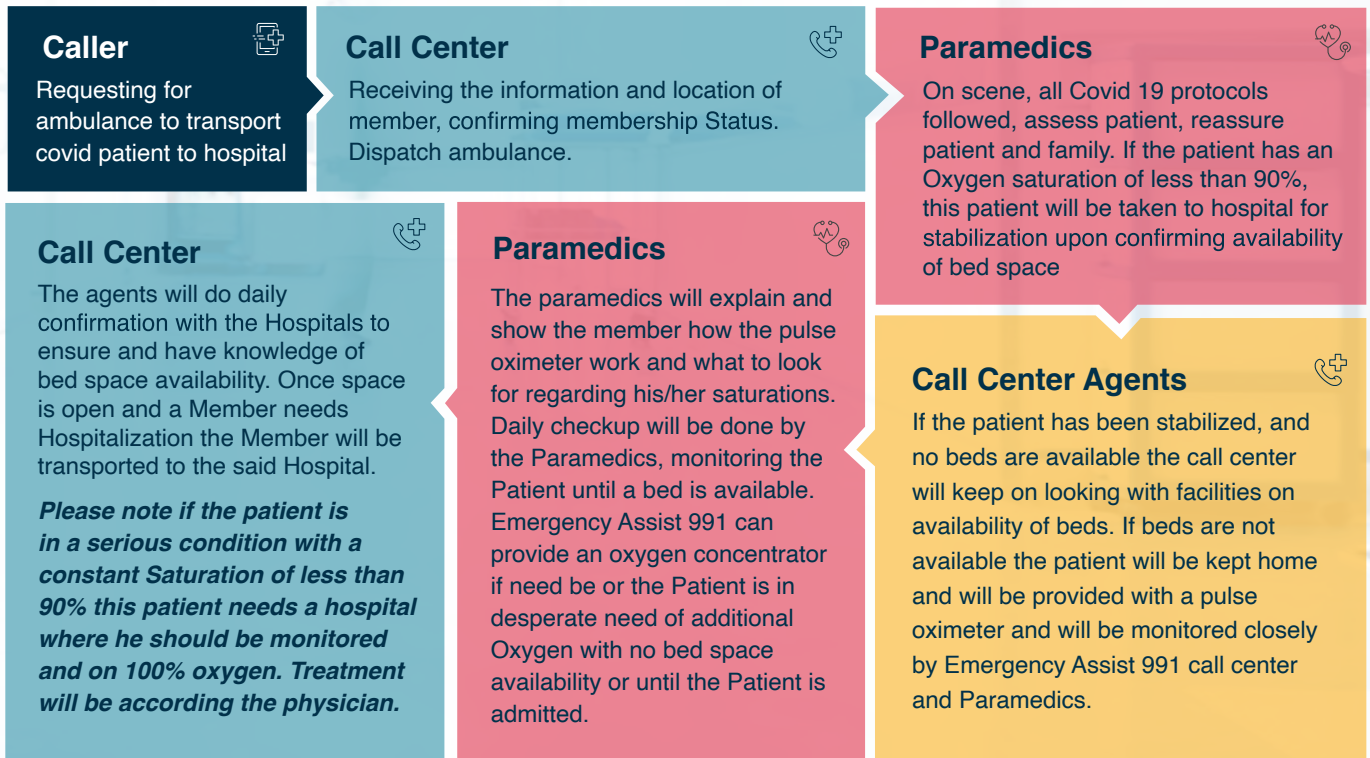 Caller
Requesting for
ambulance to transport
covid patient to hospital
Call Center
Receiving the information and location of
member, confirming membership Status.
Dispatch ambulance.
Paramedics
On scene, all Covid 19 protocols
followed, assess patient, reassure
patient and family. If the patient has an
Oxygen saturation of less than 90%,
this patient will be taken to hospital for
stabilization upon confirming availability
of bed space
Call Center Agents
If the patient has been stabilized, and
no beds are available the call center
will keep on looking with facilities on
availability of beds. If beds are not
available the patient will be kept home
and will be provided with a pulse
oximeter and will be monitored closely
by Emergency Assist 991 call center
and Paramedics.
Paramedics
The paramedics will explain and
show the member how the pulse
oximeter work and what to look
for regarding his/her saturations.
Daily checkup will be done by
the Paramedics, monitoring the
Patient until a bed is available.
Emergency Assist 991 can
provide an oxygen concentrator
if need be or the Patient is in
desperate need of additional
Oxygen with no bed space
availability or until the Patient is
admitted.
Call Center
The agents will do daily
confirmation with the Hospitals to
ensure and have knowledge of
bed space availability. Once space
is open and a Member needs
Hospitalization the Member will be
transported to the said Hospital.
Please note if the patient is
in a serious condition with a
constant Saturation of less than
90% this patient needs a hospital
where he should be monitored
and on 100% oxygen. Treatment
will be according the physician.